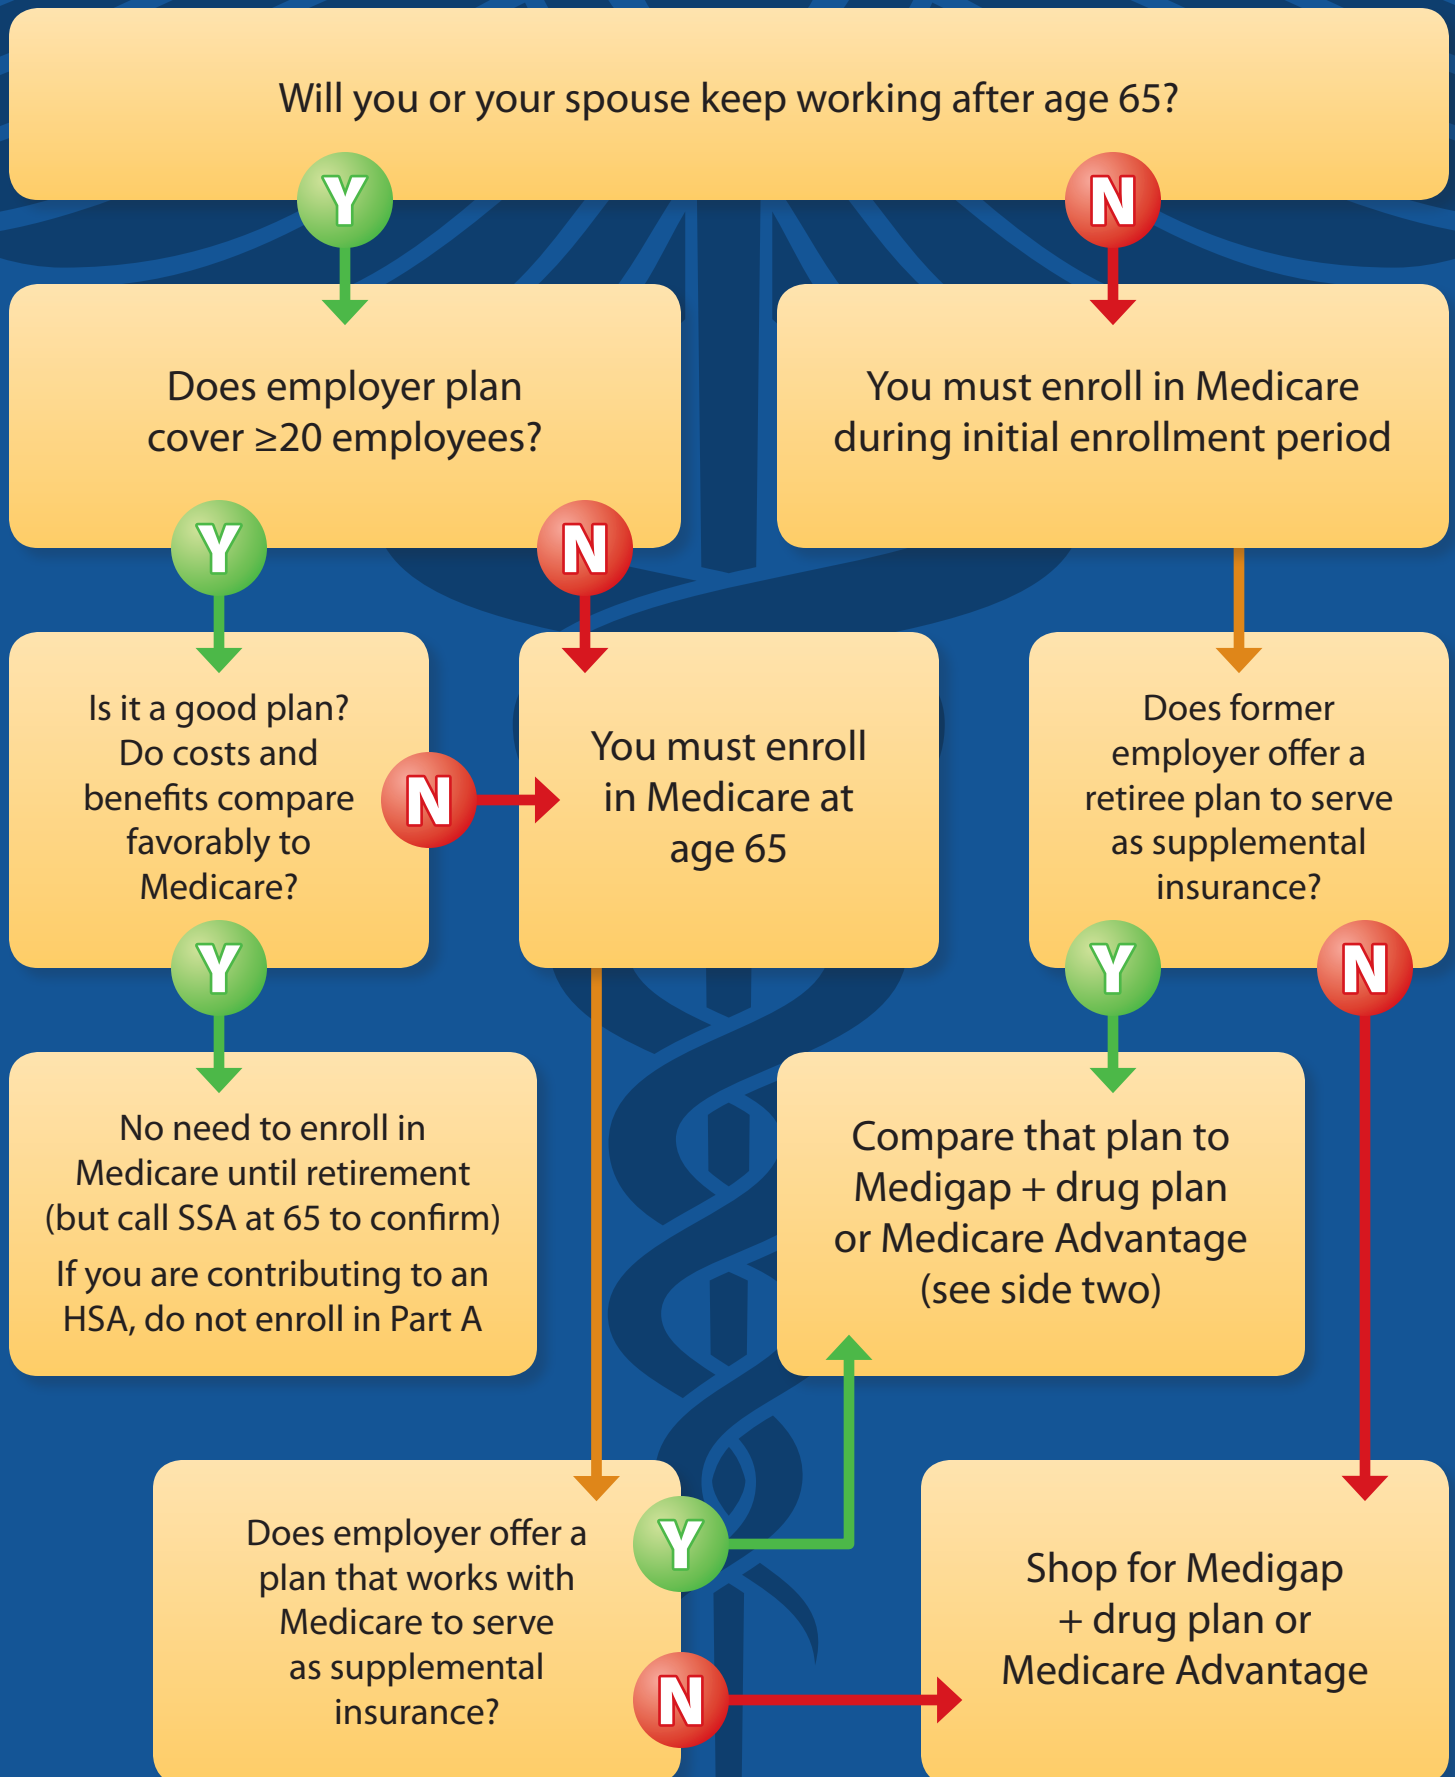 Will you or your spouse keep working after age 65?
Y
N
Does employer plan
cover ≥20 employees?
You must enroll in Medicare
during initial enrollment period
Y
N
Is it a good plan?
Do costs and
benefits compare
favorably to
Medicare?
N
You must enroll
in Medicare at
age 65
Does former
employer offer a
retiree plan to serve
as supplemental
insurance?
Y
Y
N
No need to enroll in
Medicare until retirement
(but call SSA at 65 to confirm)
If you are contributing to an
HSA, do not enroll in Part A
Compare that plan to
Medigap + drug plan
or Medicare Advantage
(see side two)
Does employer offer a
plan that works with
Medicare to serve
as supplemental
insurance?
Y
N
Shop for Medigap
+ drug plan or
Medicare Advantage